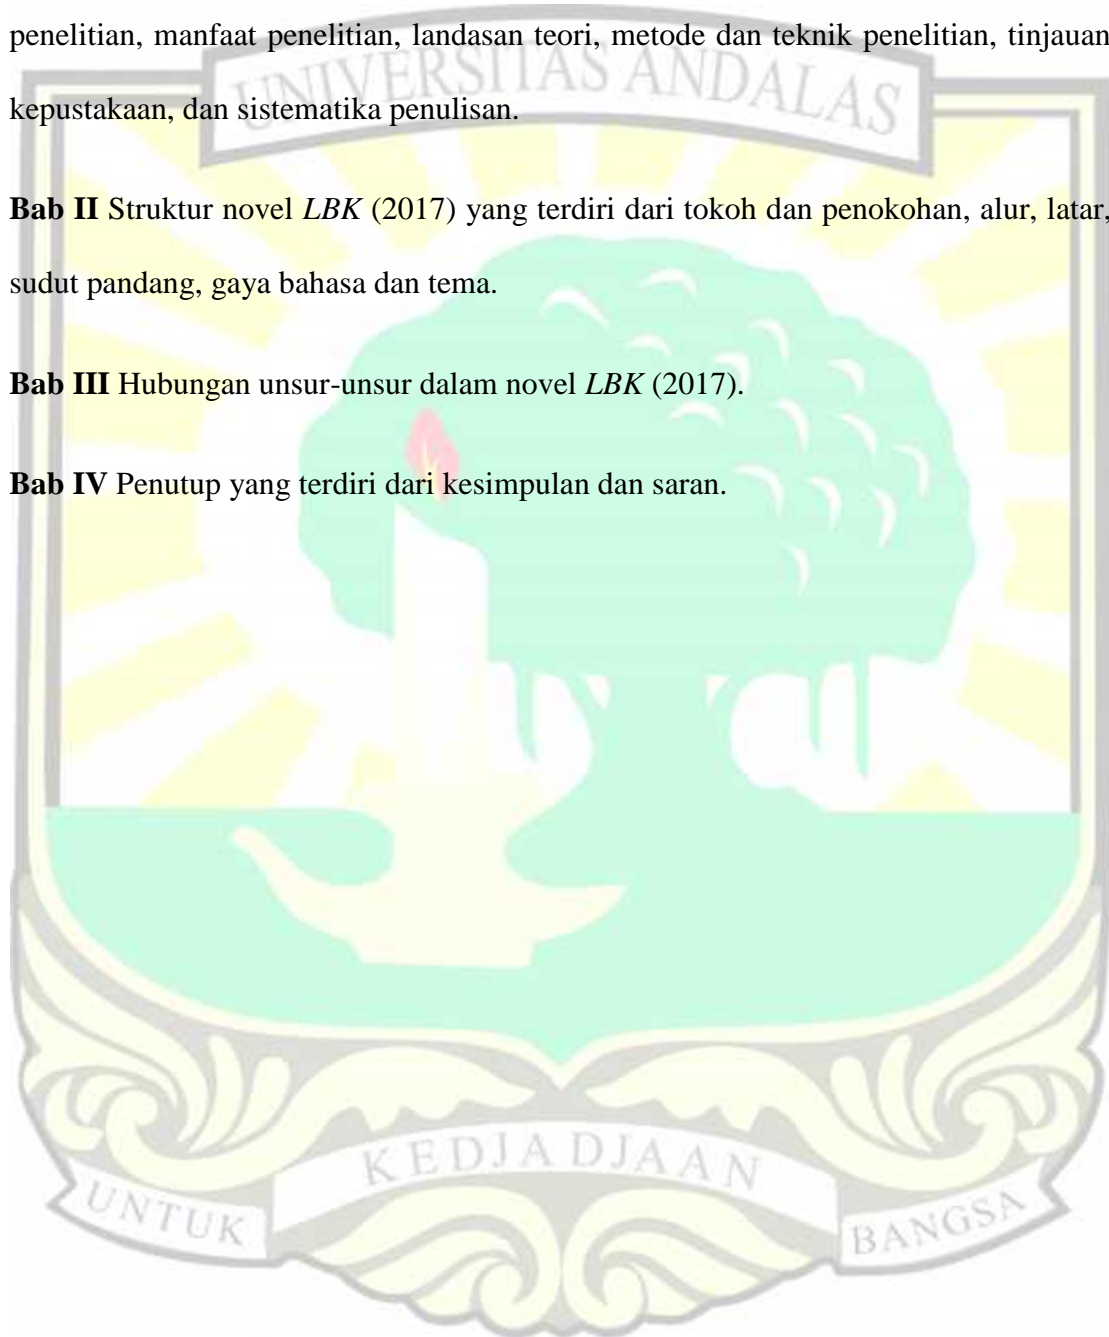 penelitian, manfaat penelitian, landasan teori, metode dan teknik penelitian, tinjauan
UNIVERSITAS ANDALAS
kepustakaan, dan sistematika penulisan.
Bab II Struktur novel LBK (2017) yang terdiri dari tokoh dan penokohan, alur, latar,
sudut pandang, gaya bahasa dan tema.
Bab III Hubungan unsur-unsur dalam novel LBK (2017).
Bab IV Penutup yang terdiri dari kesimpulan dan saran.
UNTUK KEDJADJAAN BANGSA